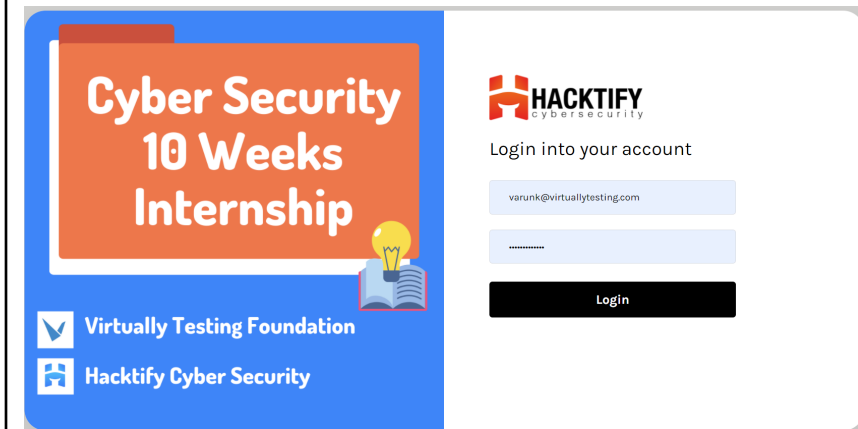 Cyber Security
10 Weeks
Internship
Virtually Testing Foundation
Hacktify Cyber Security
HACKTIFY
cybersecurity
Login into your account
varunk@virtuallytesting.com
•••••••••••••
Login